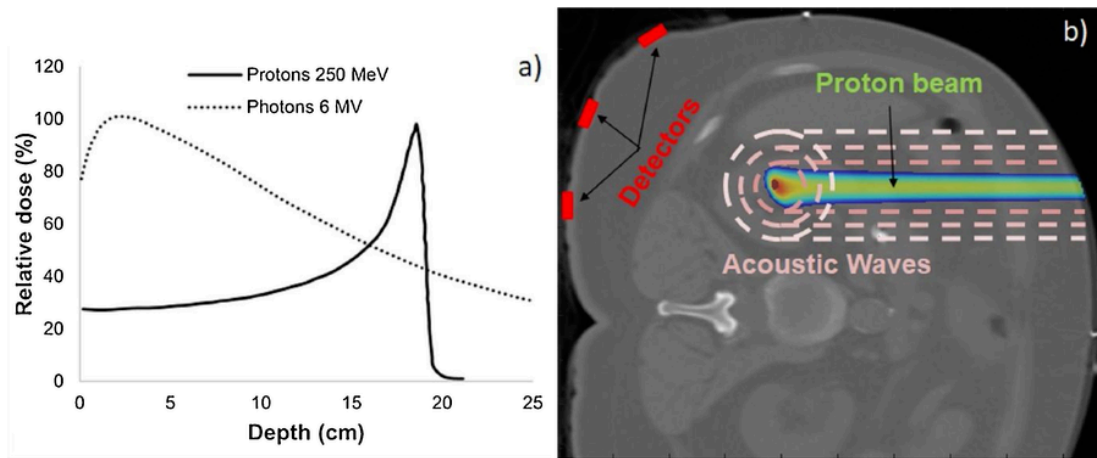 a)
Protons 250 MeV
Photons 6 MV
Relative dose (%)
120
100
80
60
40
20
0
0 5 10 15 20 25
Depth (cm)
b)
Proton beam
Detectors
Acoustic Waves